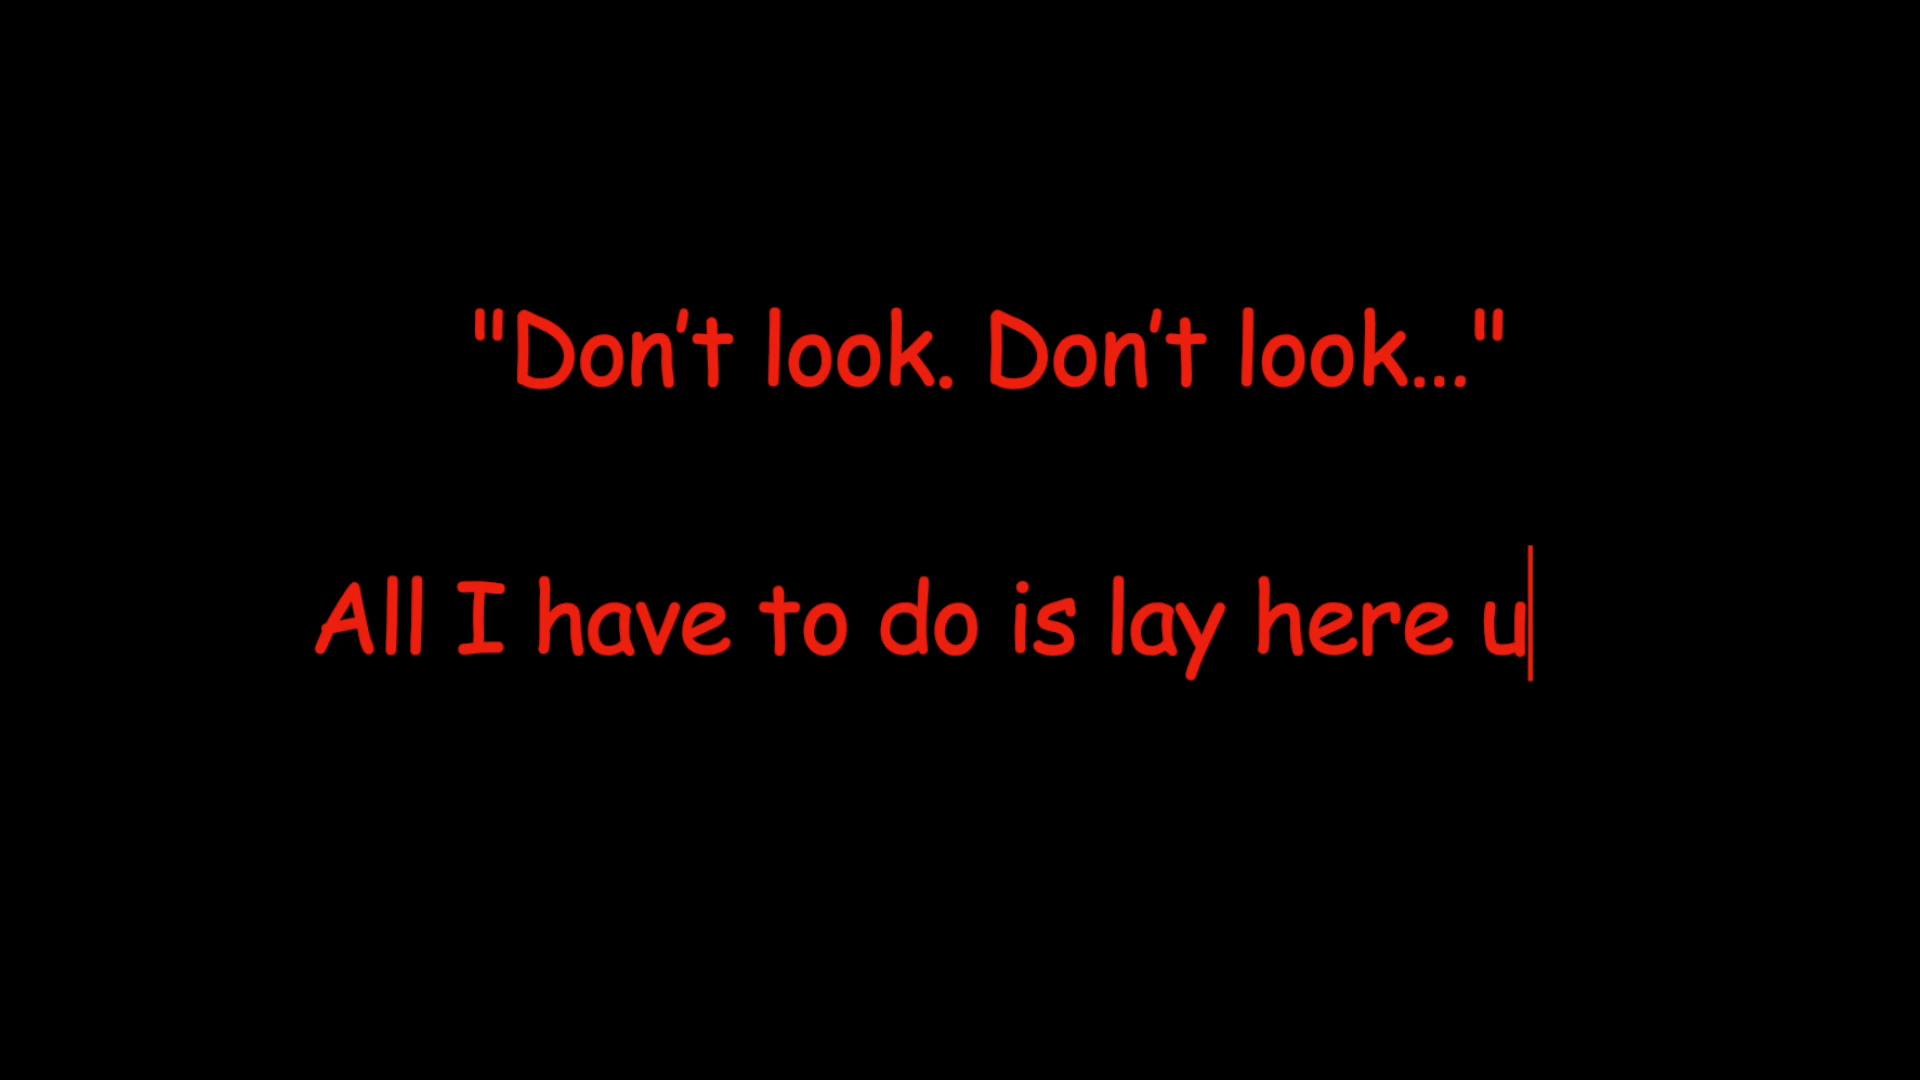 "Don’t look. Don’t look..."
All I have to do is lay here u